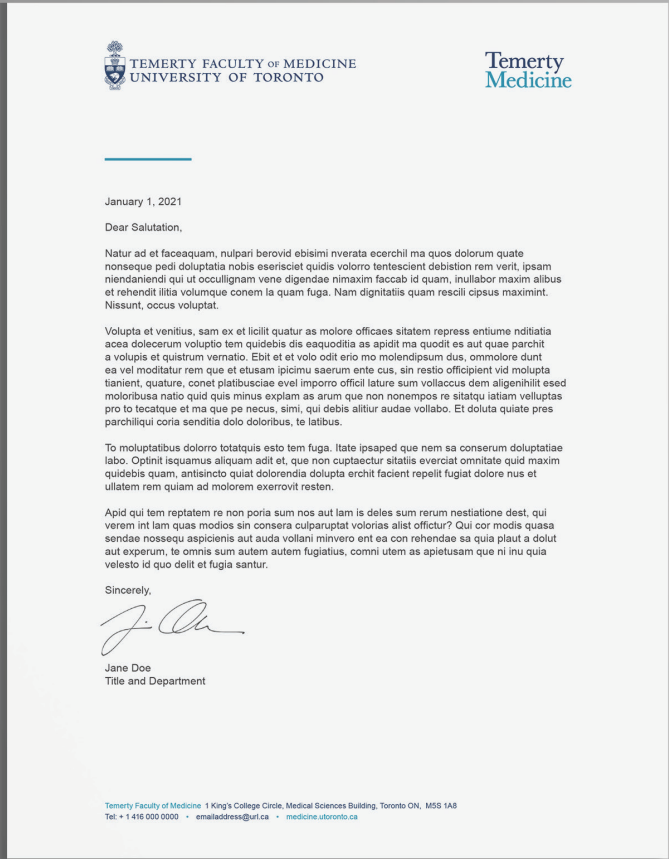 TEMERTY FACULTY OF MEDICINE
UNIVERSITY OF TORONTO
Temerty
Medicine
January 1, 2021
Dear Salutation,
Natur ad et faceaquam, nulpari berovid ebisimi nverata ecerchil ma quos dolorum quate
nonseque pedi doluptatia nobis eserisciet quidis volorro tentescient debistion rem verit, ipsam
niendaniendi qui ut occullignam vene digendae nimaxim faccab id quam, inullabor maxim alibus
et rehendit ilitia volumque conem la quam fuga. Nam dignitatiis quam rescili cipsus maximint.
Nissunt, occus voluptat.
Volupta et venitius, sam ex et licilit quatur as molore officaes sitatem repress entiume nditiatia
acea dolecerum voluptio tem quidebis dis eaquoditia as apidit ma quodit es aut quae parchit
a volupis et quistrum vernatio. Ebit et et volo odit erio mo molendipsum dus, ommolore dunt
ea vel moditatur rem que et etusam ipicimu saerum ente cus, sin restio officipient vid molupta
tianient, quature, conet platibusciae evel imporro officil lature sum vollaccus dem aligenihilit esed
moloribusa natio quid quis minus explam as arum que non nonempos re sitatqu iatiam velluptas
pro to tecatque et ma que pe necus, simi, qui debis alitiur audae vollabo. Et doluta quiate pres
parchiliqui coria senditia dolo doloribus, te latibus.
To moluptatibus dolorro totatquis esto tem fuga. Itate ipsaped que nem sa conserum doluptatiae
labo. Optinit isquamus aliquam adit et, que non cuptaectur sitatiis everciat omnitate quid maxim
quidebis quam, antisincto quiat dolorendia dolupta erchit facient repelit fugiat dolore nus et
ullatem rem quiam ad molorem exerrovit resten.
Apid qui tem reptatem re non poria sum nos aut lam is deles sum rerum nestiatione dest, qui
verem int lam quas modios sin consera culparuptat volorias alist offictur? Qui cor modis quasa
sendae nossequ aspicienis aut auda vollani minvero ent ea con rehendae sa quia plaut a dolut
aut experum, te omnis sum autem autem fugiatius, comni utem as apietusam que ni inu quia
velesto id quo delit et fugia santur.
Sincerely,
Jane Doe
Title and Department
Temerty Faculty of Medicine 1 King's College Circle, Medical Sciences Building, Toronto ON, M5S 1A8
Tel: + 1 416 000 0000 • emailaddress@url.ca • medicine.utoronto.ca